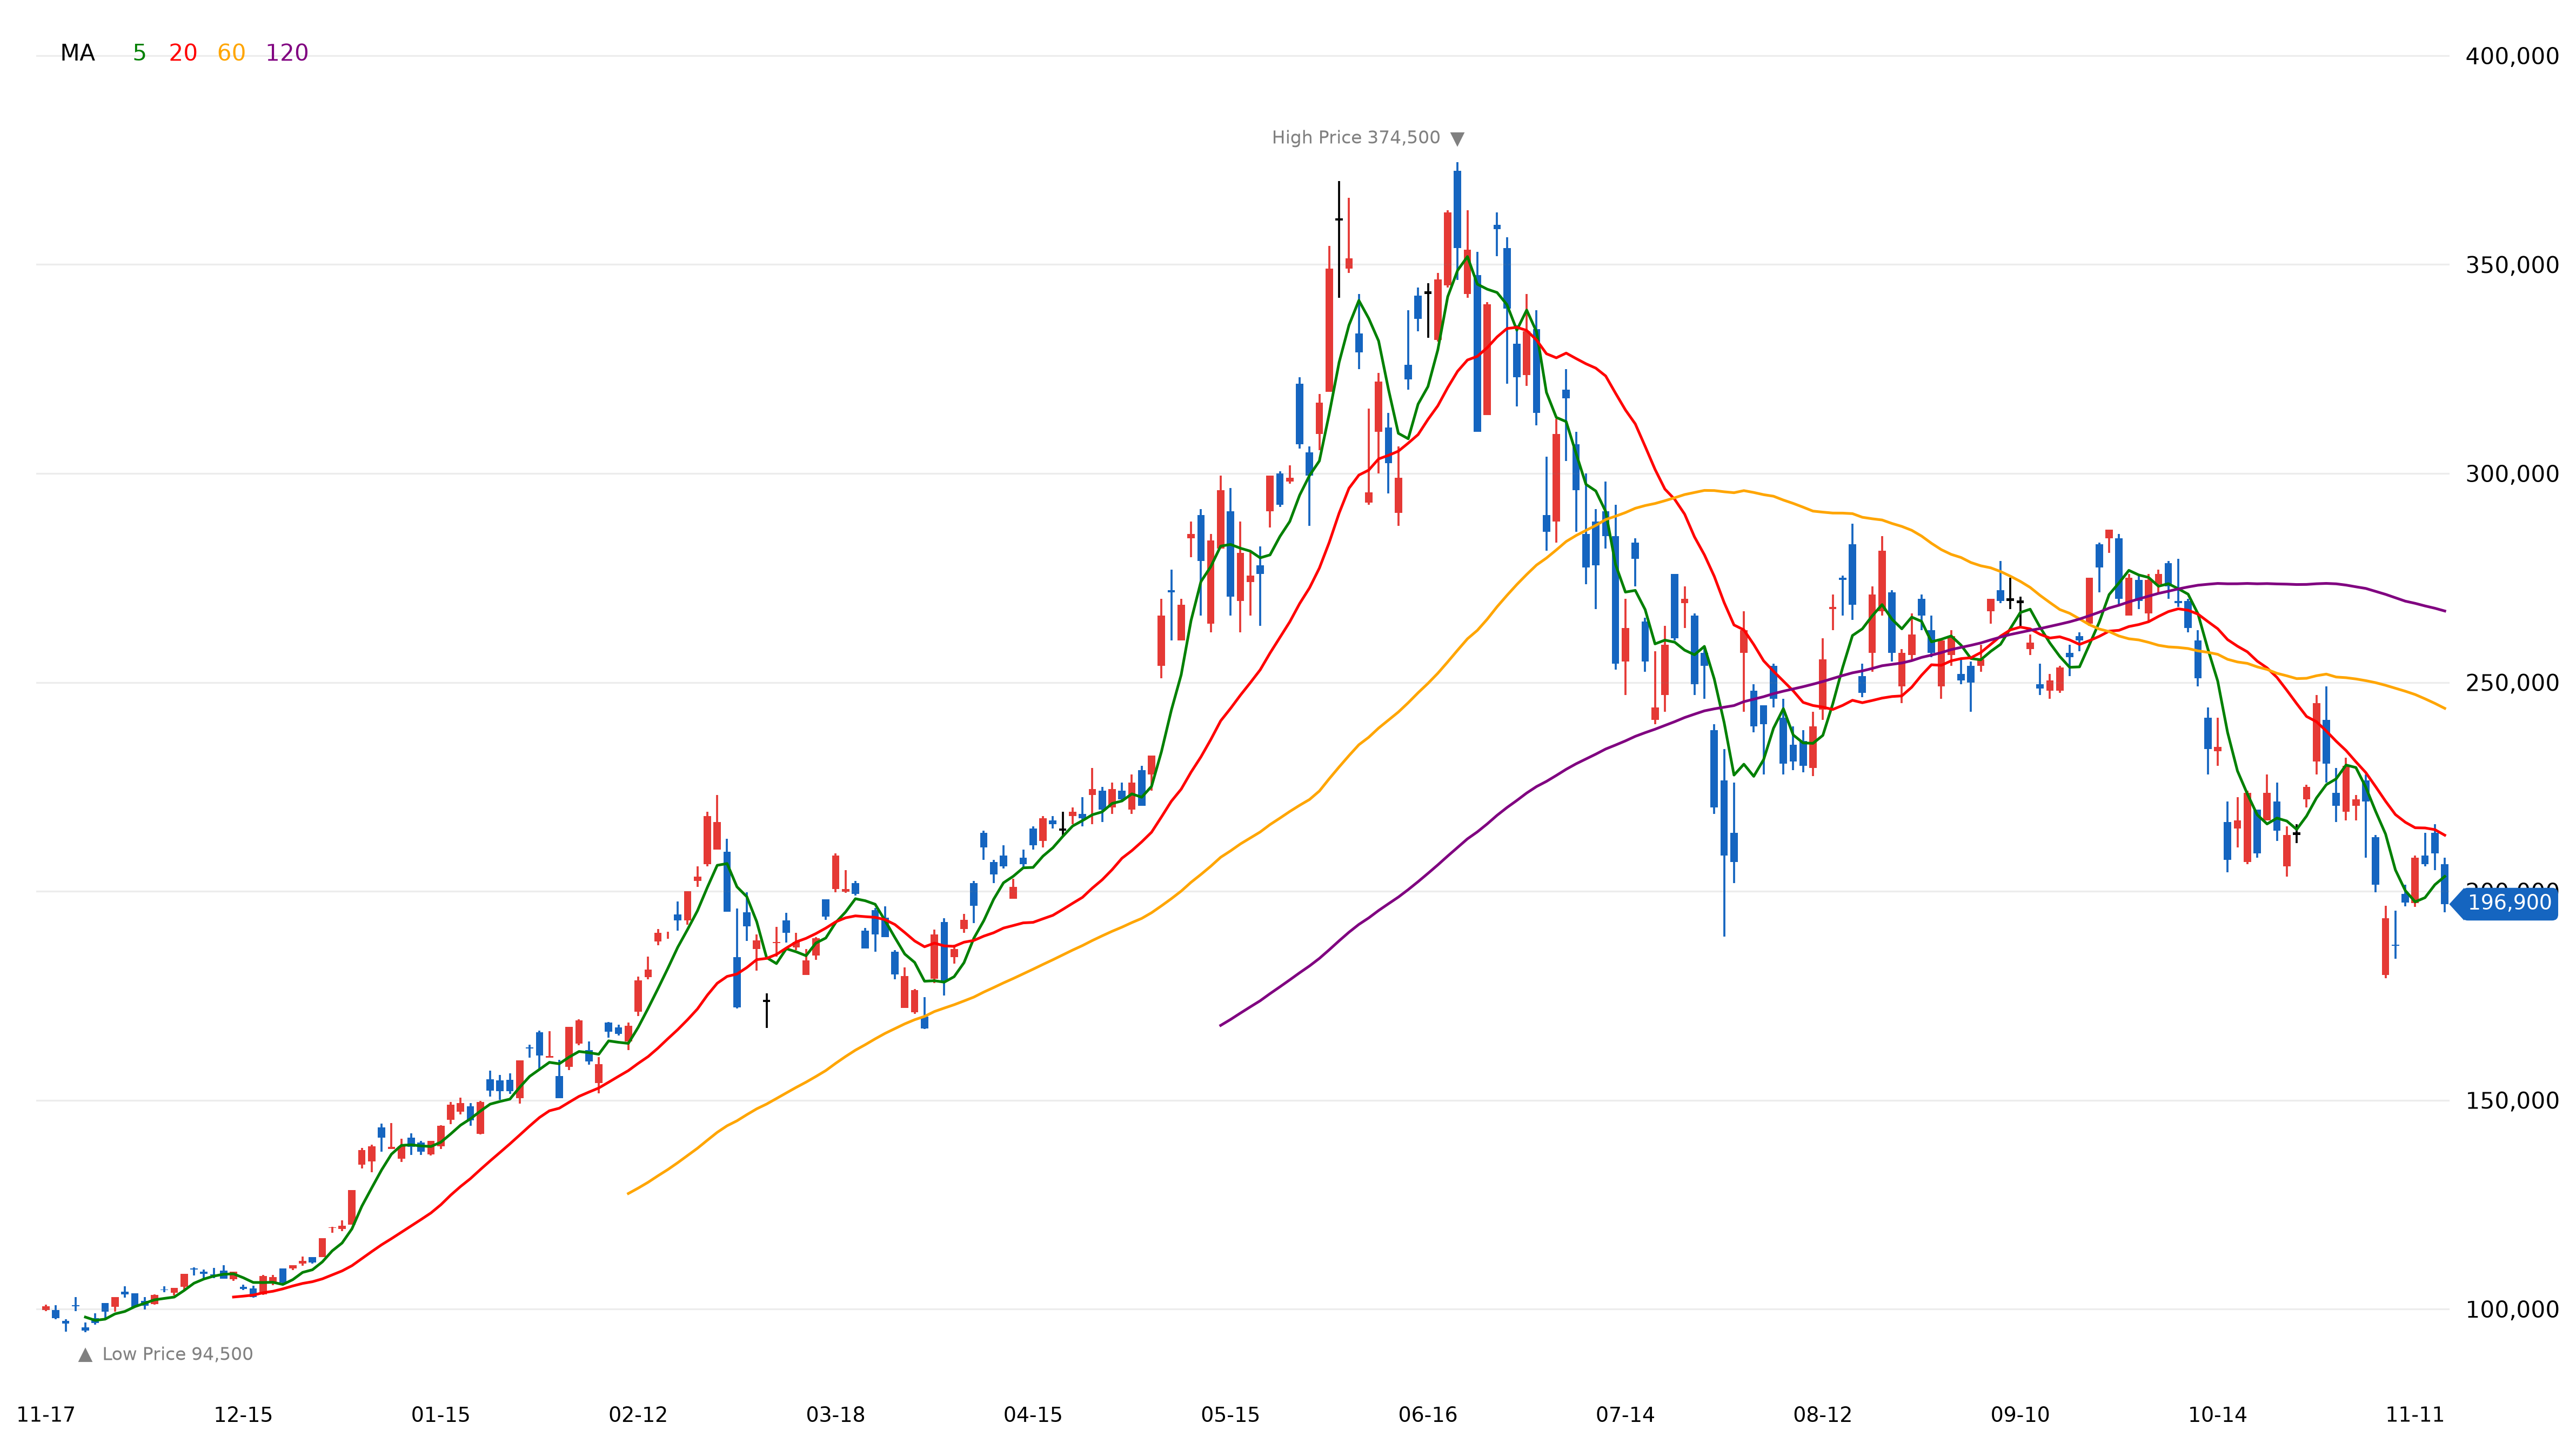 MA 5 20 60 120
400,000
High Price 374,500 ▼
350,000
300,000
250,000
200,000
196,900
150,000
100,000
▲ Low Price 94,500
11-17 12-15 01-15 02-12 03-18 04-15 05-15 06-16 07-14 08-12 09-10 10-14 11-11